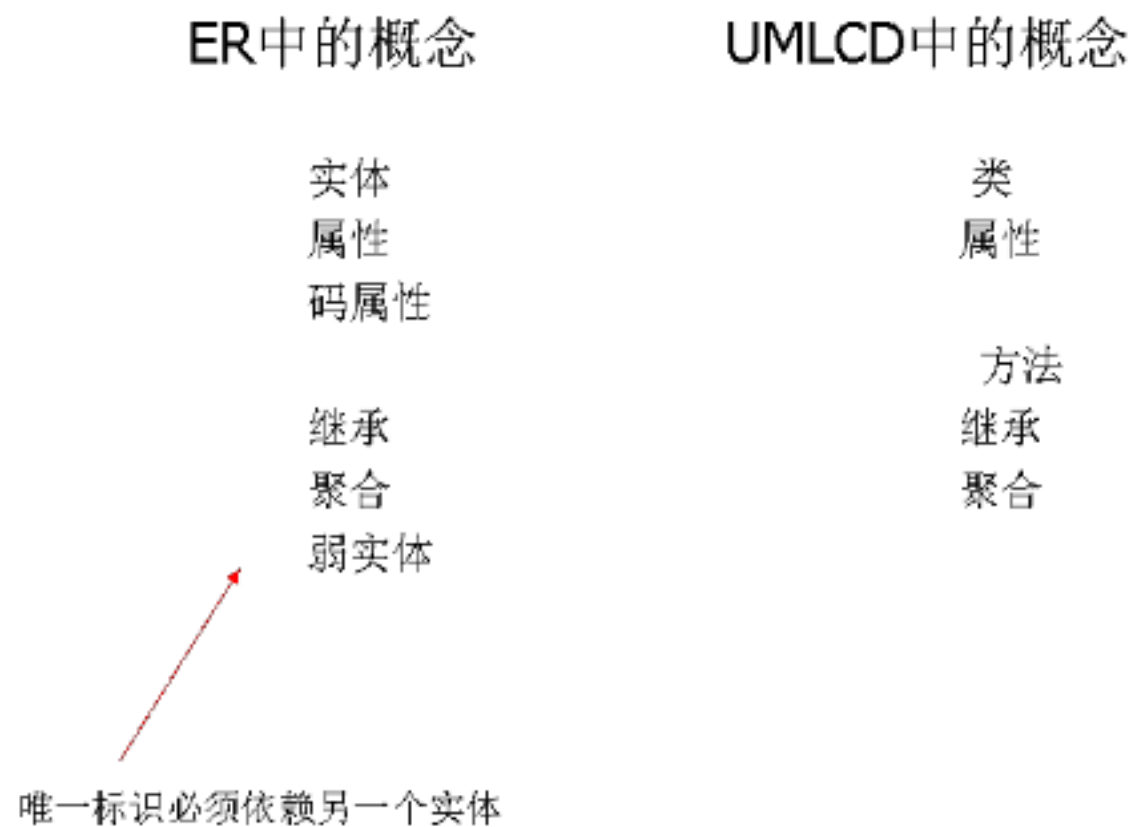 ER中的概念 UMLCD中的概念
实体 类
属性 属性
码属性
方法
继承 继承
聚合 聚合
弱实体
唯一标识必须依赖另一个实体